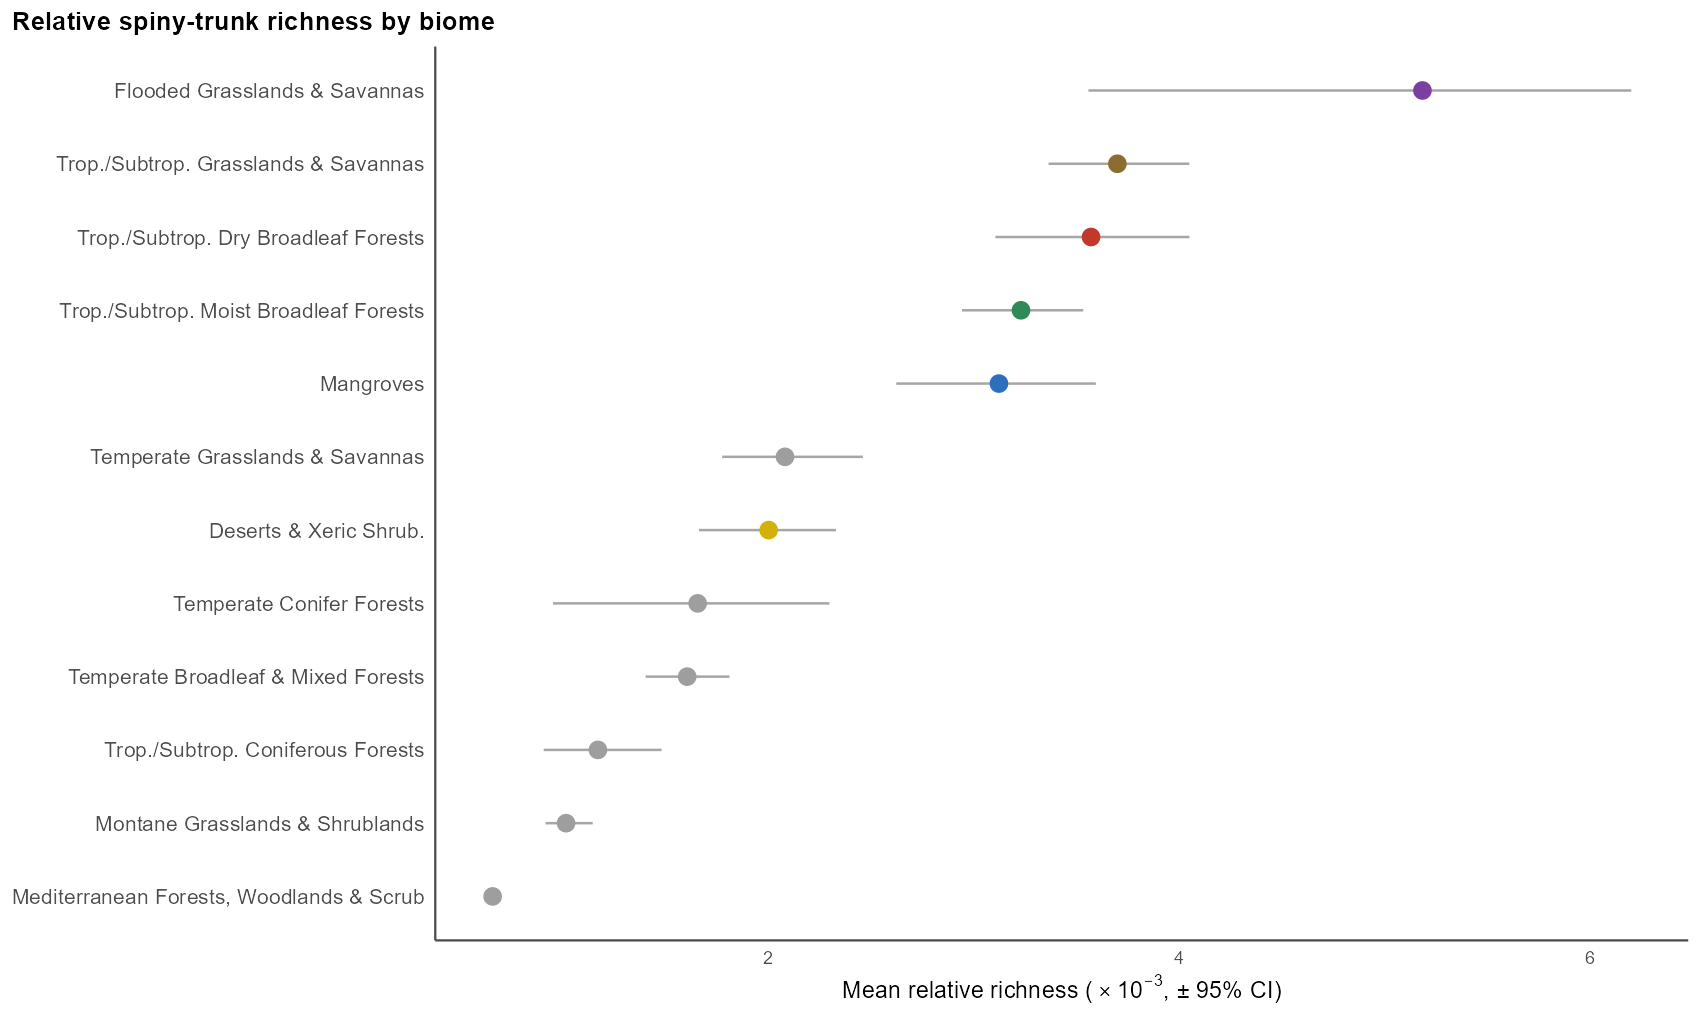 Relative spiny-trunk richness by biome
Flooded Grasslands & Savannas
Trop./Subtrop. Grasslands & Savannas
Trop./Subtrop. Dry Broadleaf Forests
Trop./Subtrop. Moist Broadleaf Forests
Mangroves
Temperate Grasslands & Savannas
Deserts & Xeric Shrub.
Temperate Conifer Forests
Temperate Broadleaf & Mixed Forests
Trop./Subtrop. Coniferous Forests
Montane Grasslands & Shrublands
Mediterranean Forests, Woodlands & Scrub
2 4 6
Mean relative richness ( × 10⁻³, ± 95% CI)